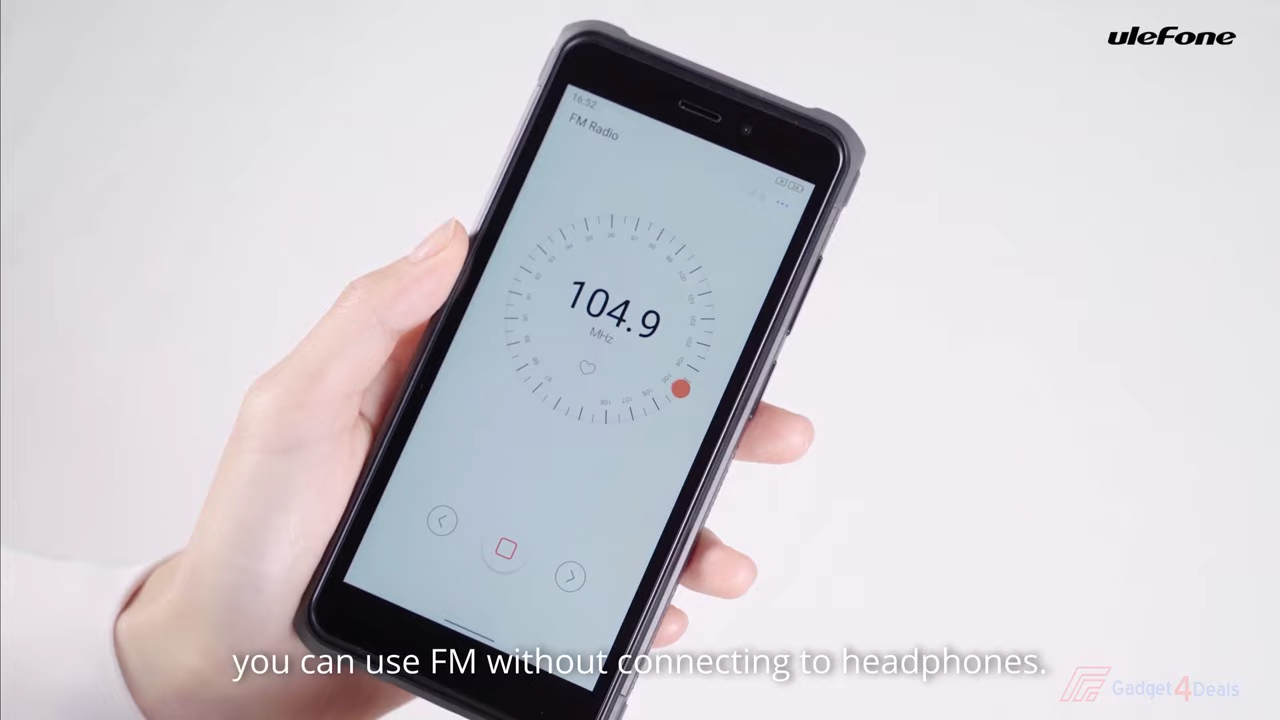 uleFone
16:52
FM Radio
104.9
MHz
you can use FM without connecting to headphones.
Gadget4Deals